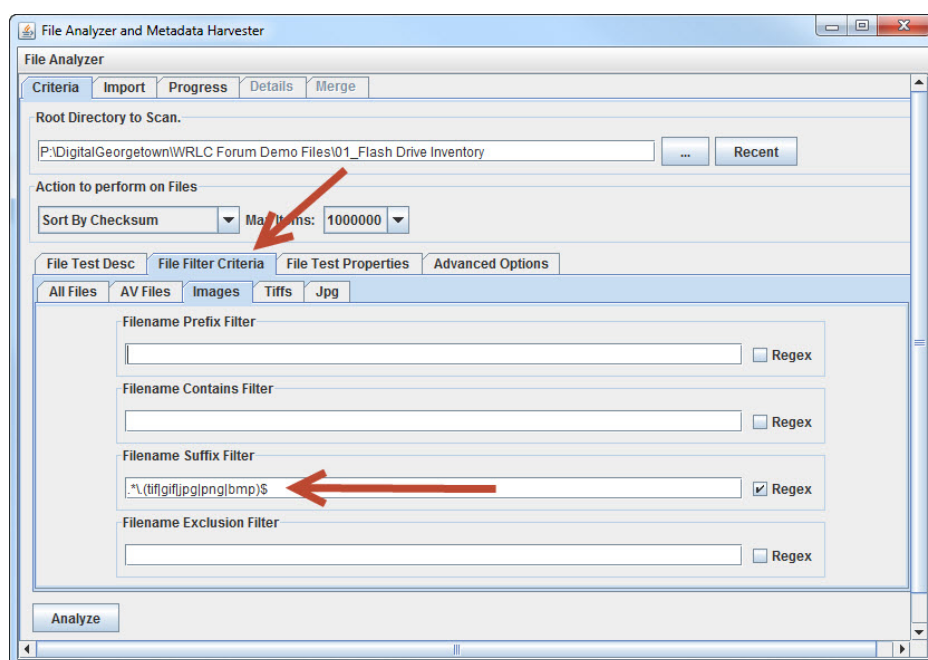 File Analyzer and Metadata Harvester
File Analyzer
Criteria Import Progress Details Merge
Root Directory to Scan.
P:\DigitalGeorgetown\WRLC Forum Demo Files\01_Flash Drive Inventory ... Recent
Action to perform on Files
Sort By Checksum Max Items: 1000000
File Test Desc File Filter Criteria File Test Properties Advanced Options
All Files AV Files Images Tiffs Jpg
Filename Prefix Filter
Regex
Filename Contains Filter
Regex
Filename Suffix Filter
.*\.(tif|gif|jpg|png|bmp)$ Regex
Filename Exclusion Filter
Regex
Analyze